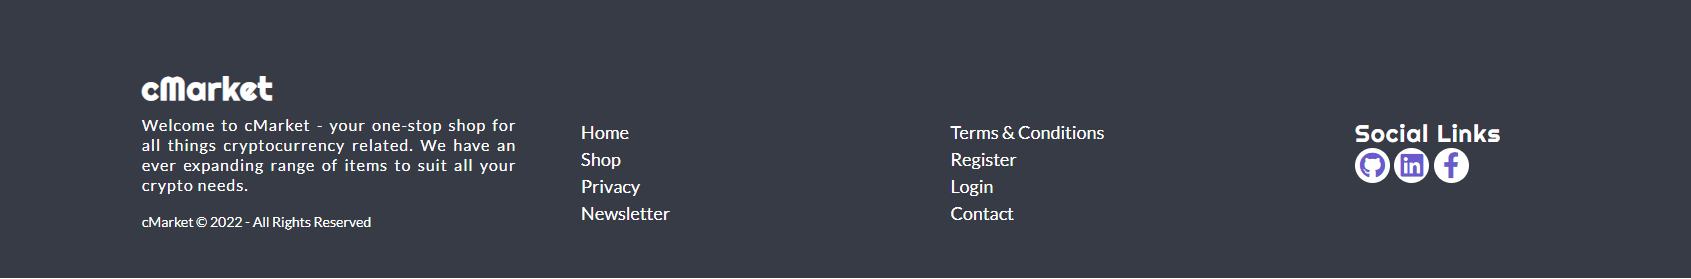 cMarket
Welcome to cMarket - your one-stop shop for
all things cryptocurrency related. We have an
ever expanding range of items to suit all your
crypto needs.
cMarket © 2022 - All Rights Reserved
Home
Shop
Privacy
Newsletter
Terms & Conditions
Register
Login
Contact
Social Links